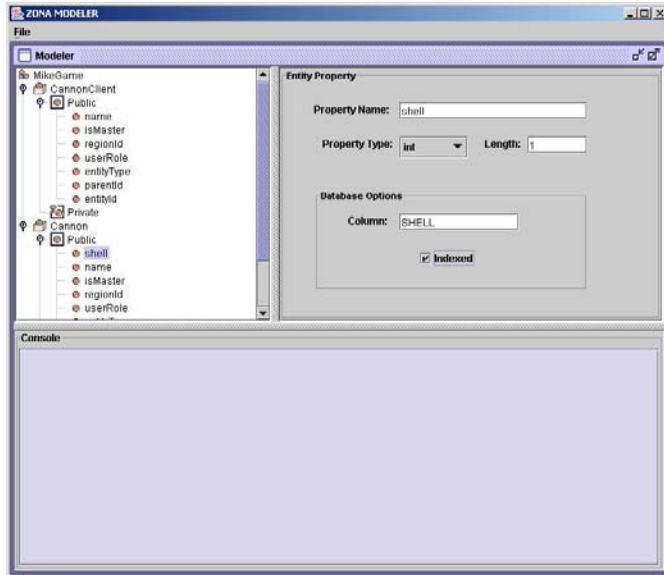 ZONA MODELER
File
Modeler
MikeGame
CannonClient
Public
name
isMaster
regionId
userRole
entityType
parentId
entityId
Private
Cannon
Public
shell
name
isMaster
regionId
userRole
Entity Property
Property Name: shell
Property Type: int Length: 1
Database Options
Column: SHELL
Indexed
Console